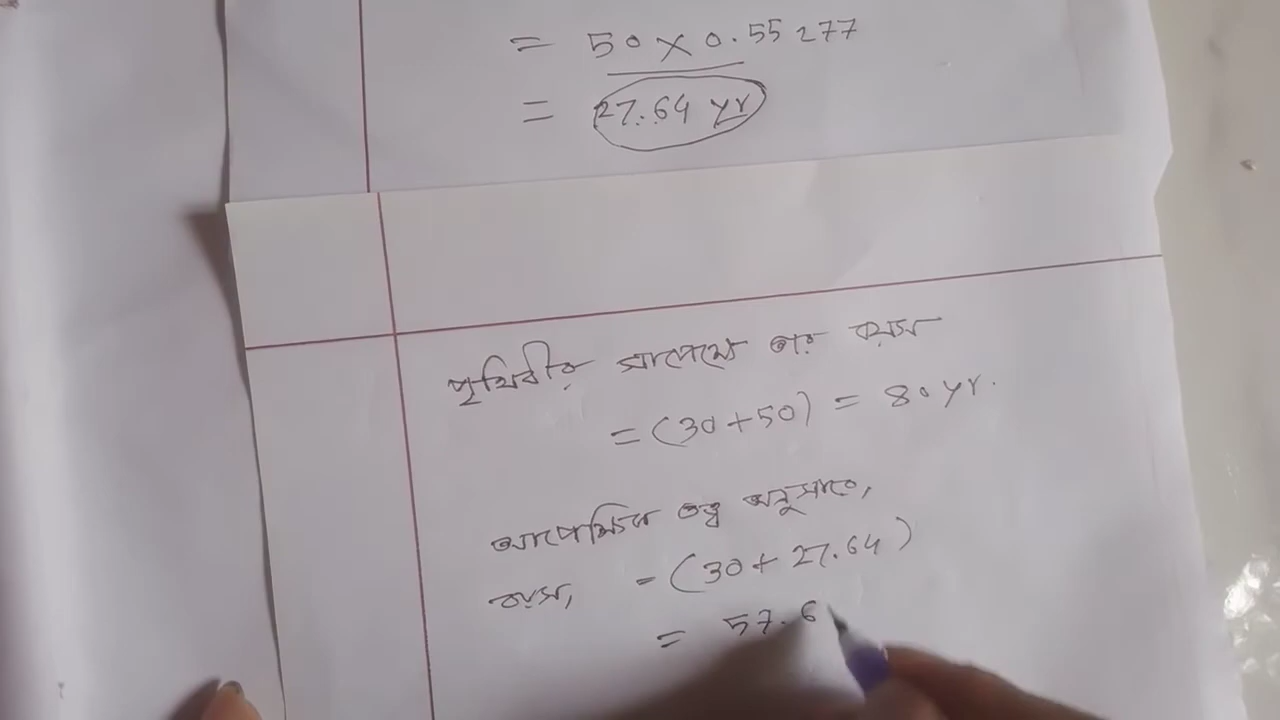 = 50 × 0.55277
= 27.64 yr
পৃথিবীর সাপেক্ষে তার বয়স
= (30+50) = 80 yr.
আপেক্ষিক তত্ত্ব অনুসারে,
বয়স, = (30 + 27.64)
= 57.6